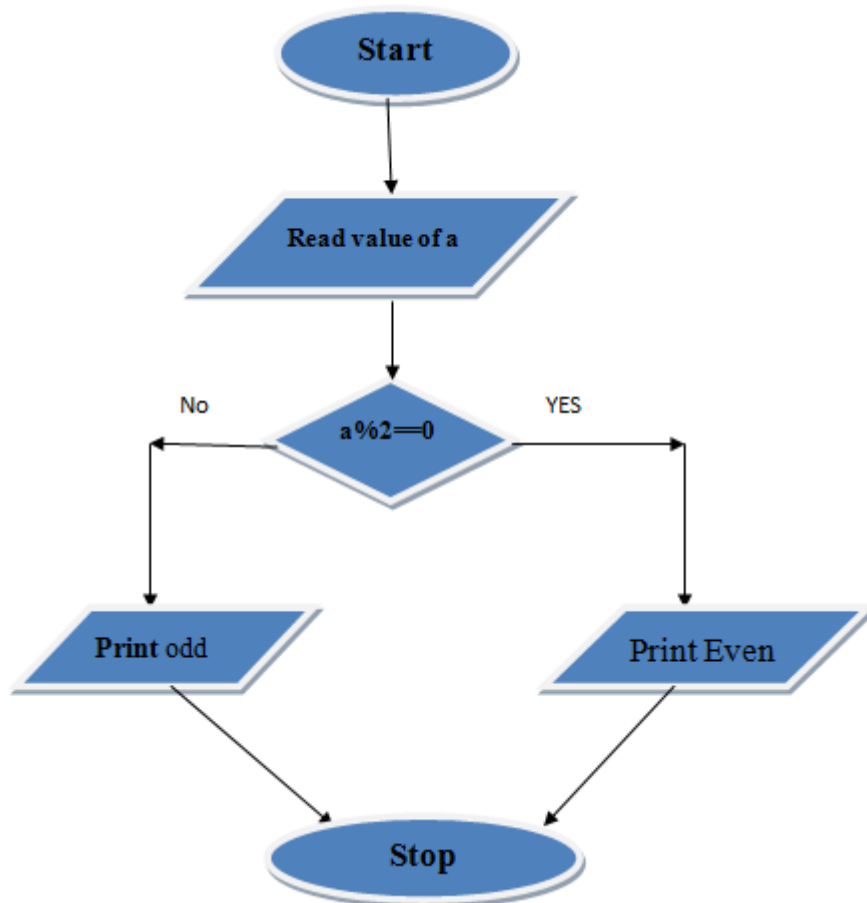 Start
Read value of a
No
YES
a%2==0
Print odd
Print Even
Stop